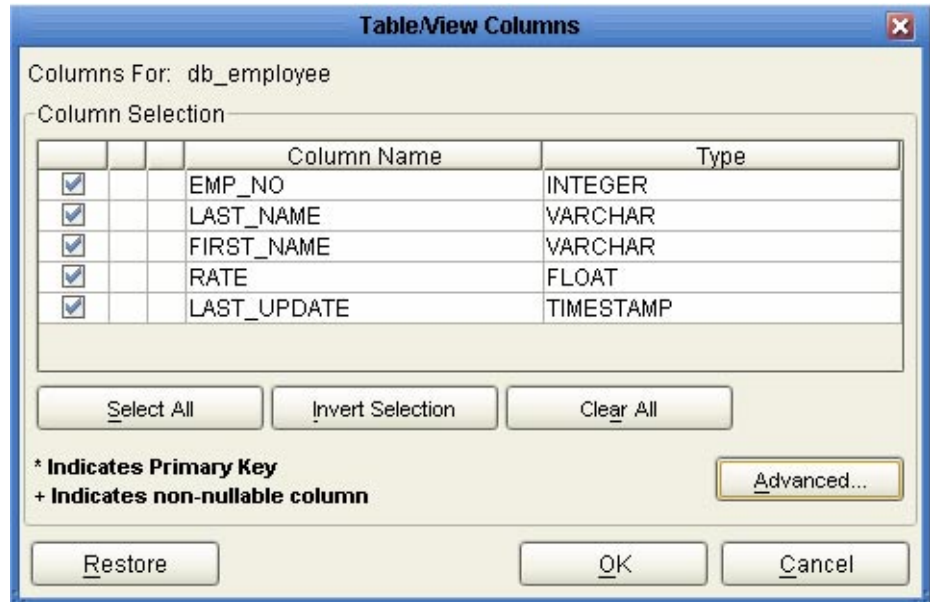 Table/View Columns
Columns For: db_employee
Column Selection
Column Name Type
EMP_NO INTEGER
LAST_NAME VARCHAR
FIRST_NAME VARCHAR
RATE FLOAT
LAST_UPDATE TIMESTAMP
Select All Invert Selection Clear All
* Indicates Primary Key
+ Indicates non-nullable column
Advanced...
Restore OK Cancel